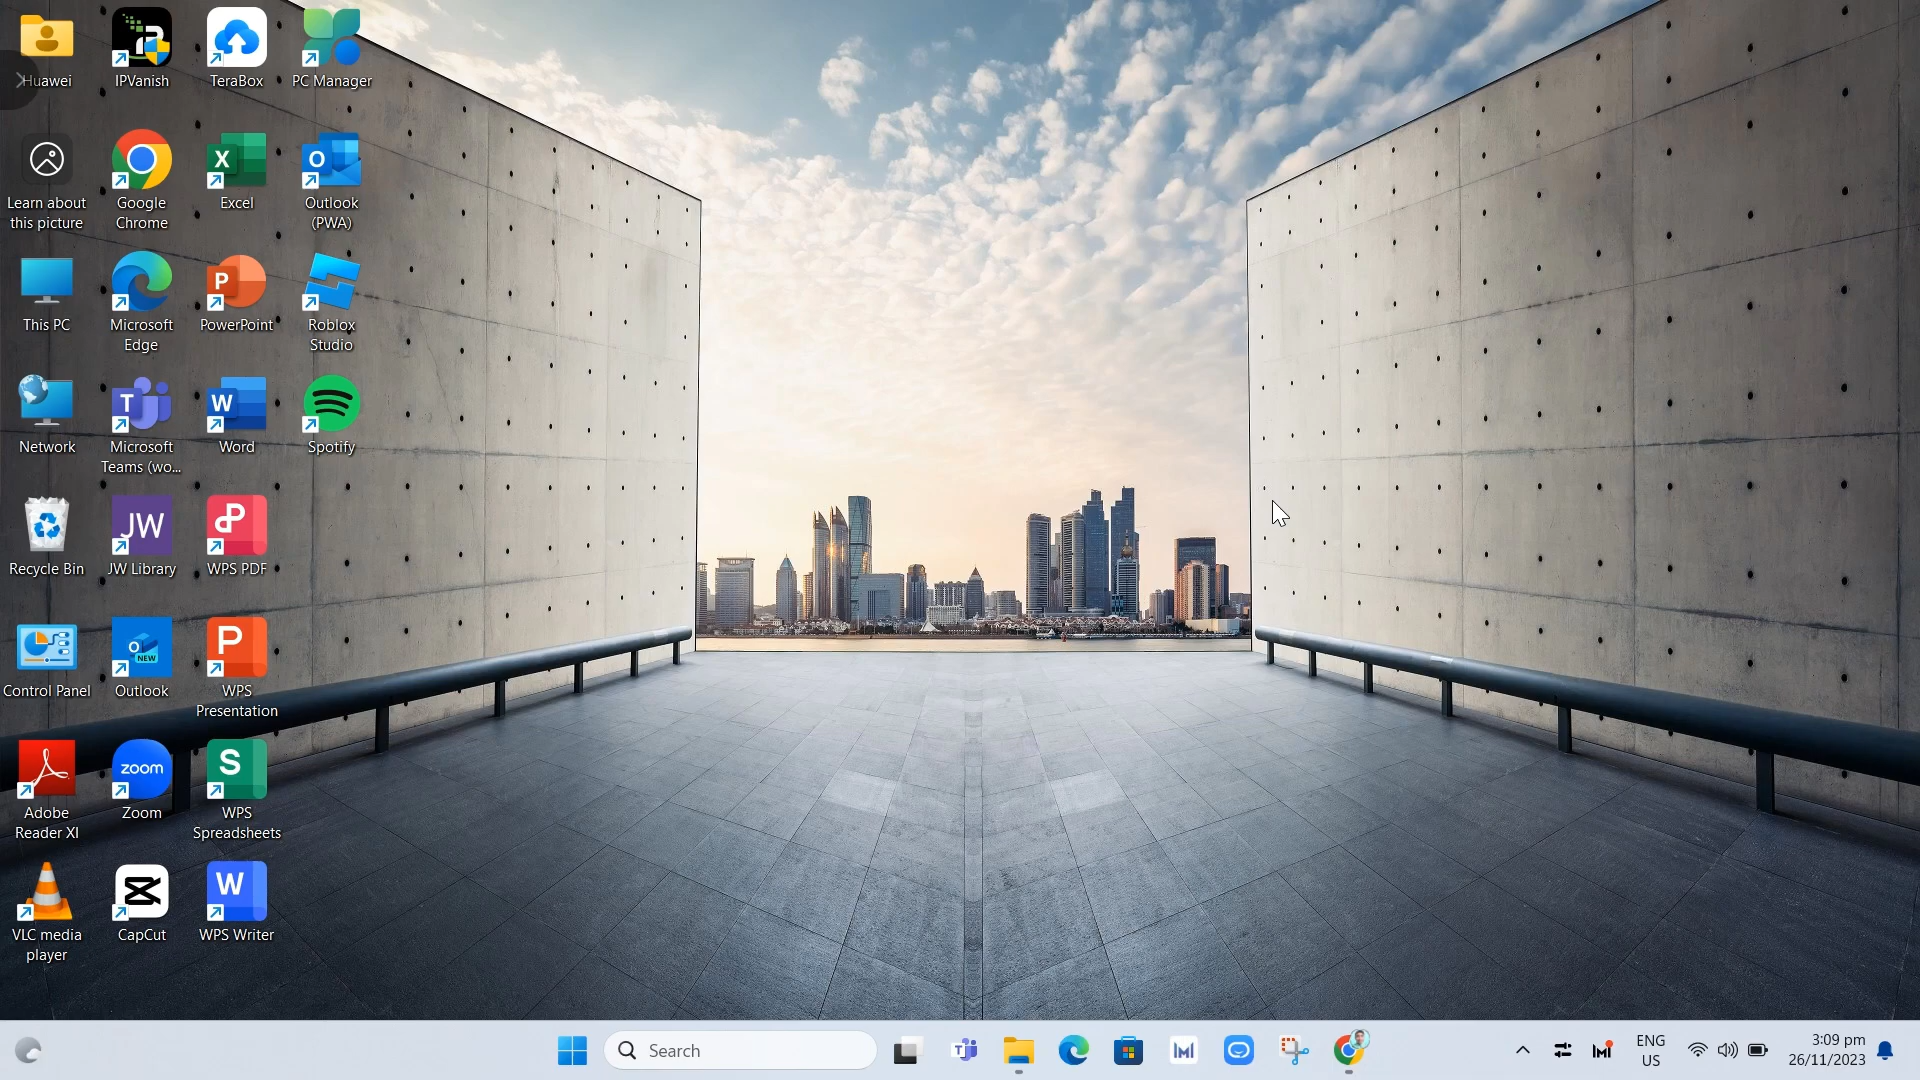 Huawei
IPVanish
TeraBox
PC Manager
Learn about
this picture
Google
Chrome
X
Excel
O
Outlook
(PWA)
This PC
Microsoft
Edge
P
PowerPoint
Roblox
Studio
Network
T
Microsoft
Teams (wo...
W
Word
Spotify
Recycle Bin
JW
JW Library
WPS PDF
Control Panel
O
NEW
Outlook
P
WPS
Presentation
Adobe
Reader XI
zoom
Zoom
S
WPS
Spreadsheets
VLC media
player
CapCut
W
WPS Writer
Search
ENG
US
3:09 pm
26/11/2023